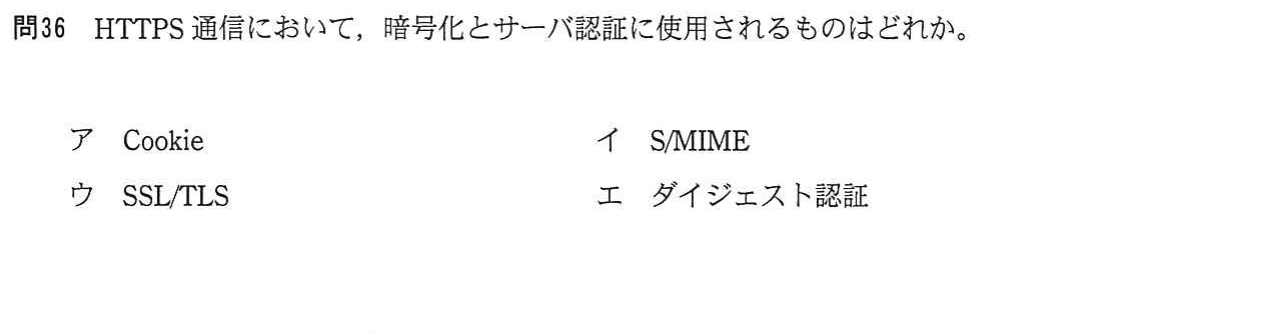 問36　HTTPS 通信において，暗号化とサーバ認証に使用されるものはどれか。
ア　Cookie　　イ　S/MIME
ウ　SSL/TLS　　エ　ダイジェスト認証